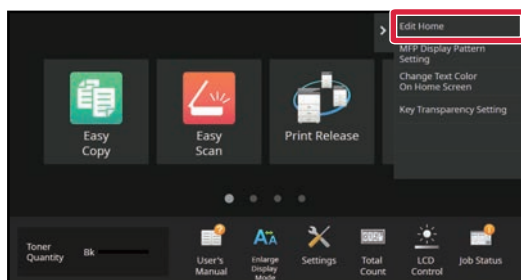 Edit Home
MFP Display Pattern
Setting
Change Text Color
On Home Screen
Key Transparency Setting
Easy
Copy
Easy
Scan
Print Release
Toner
Quantity
Bk
User's
Manual
Enlarge
Display
Mode
Settings
Total
Count
LCD
Control
Job Status